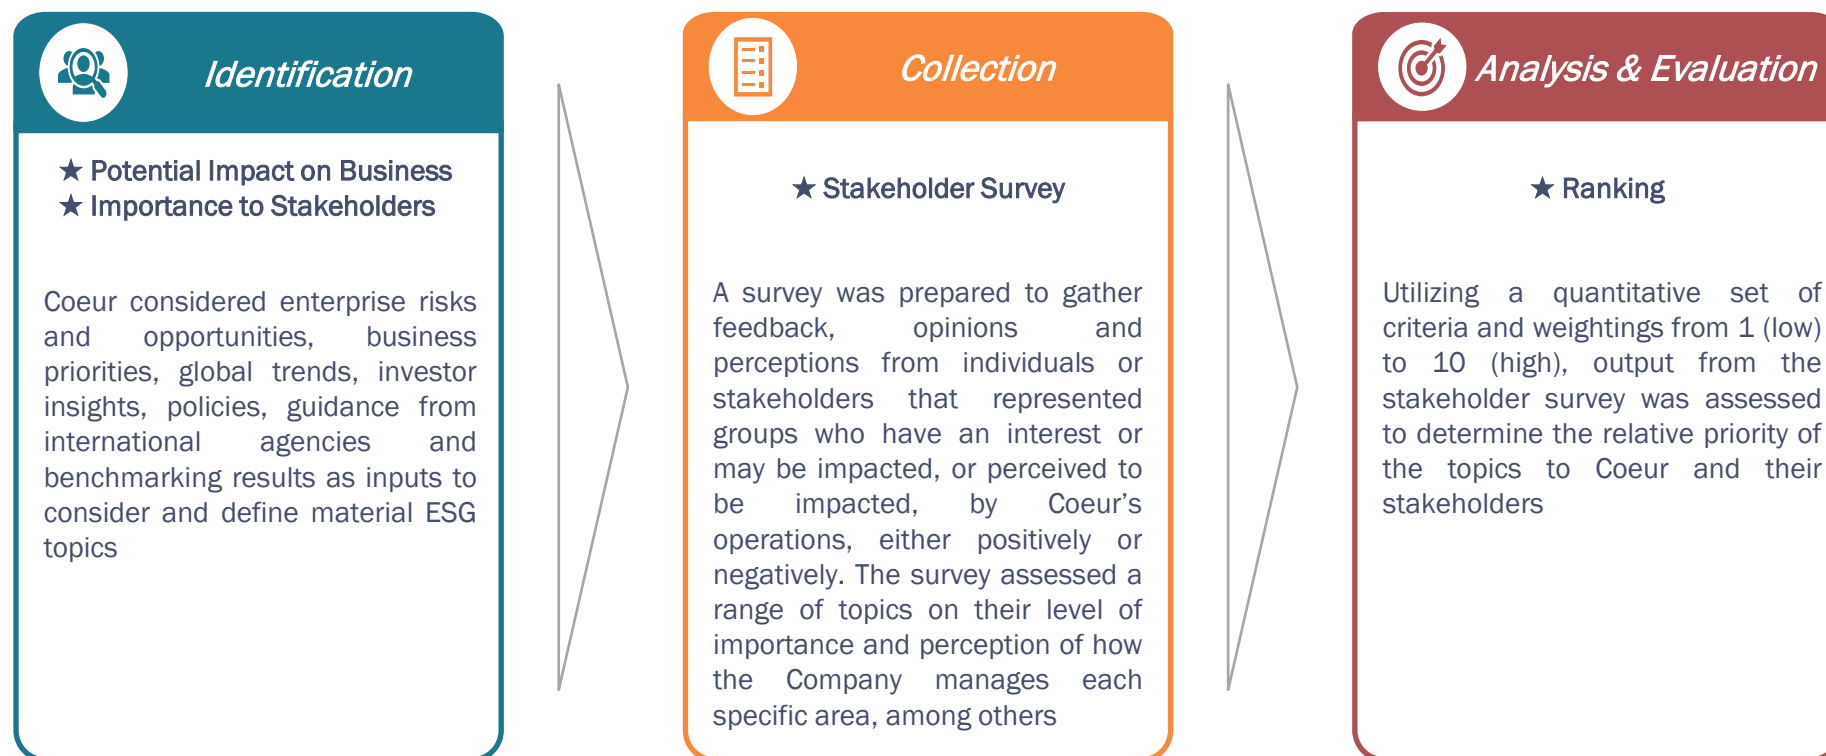 Identification
★ Potential Impact on Business
★ Importance to Stakeholders
Coeur considered enterprise risks
and opportunities, business
priorities, global trends, investor
insights, policies, guidance from
international agencies and
benchmarking results as inputs to
consider and define material ESG
topics
Collection
★ Stakeholder Survey
A survey was prepared to gather
feedback, opinions and
perceptions from individuals or
stakeholders that represented
groups who have an interest or
may be impacted, or perceived to
be impacted, by Coeur's
operations, either positively or
negatively. The survey assessed a
range of topics on their level of
importance and perception of how
the Company manages each
specific area, among others
Analysis & Evaluation
★ Ranking
Utilizing a quantitative set of
criteria and weightings from 1 (low)
to 10 (high), output from the
stakeholder survey was assessed
to determine the relative priority of
the topics to Coeur and their
stakeholders